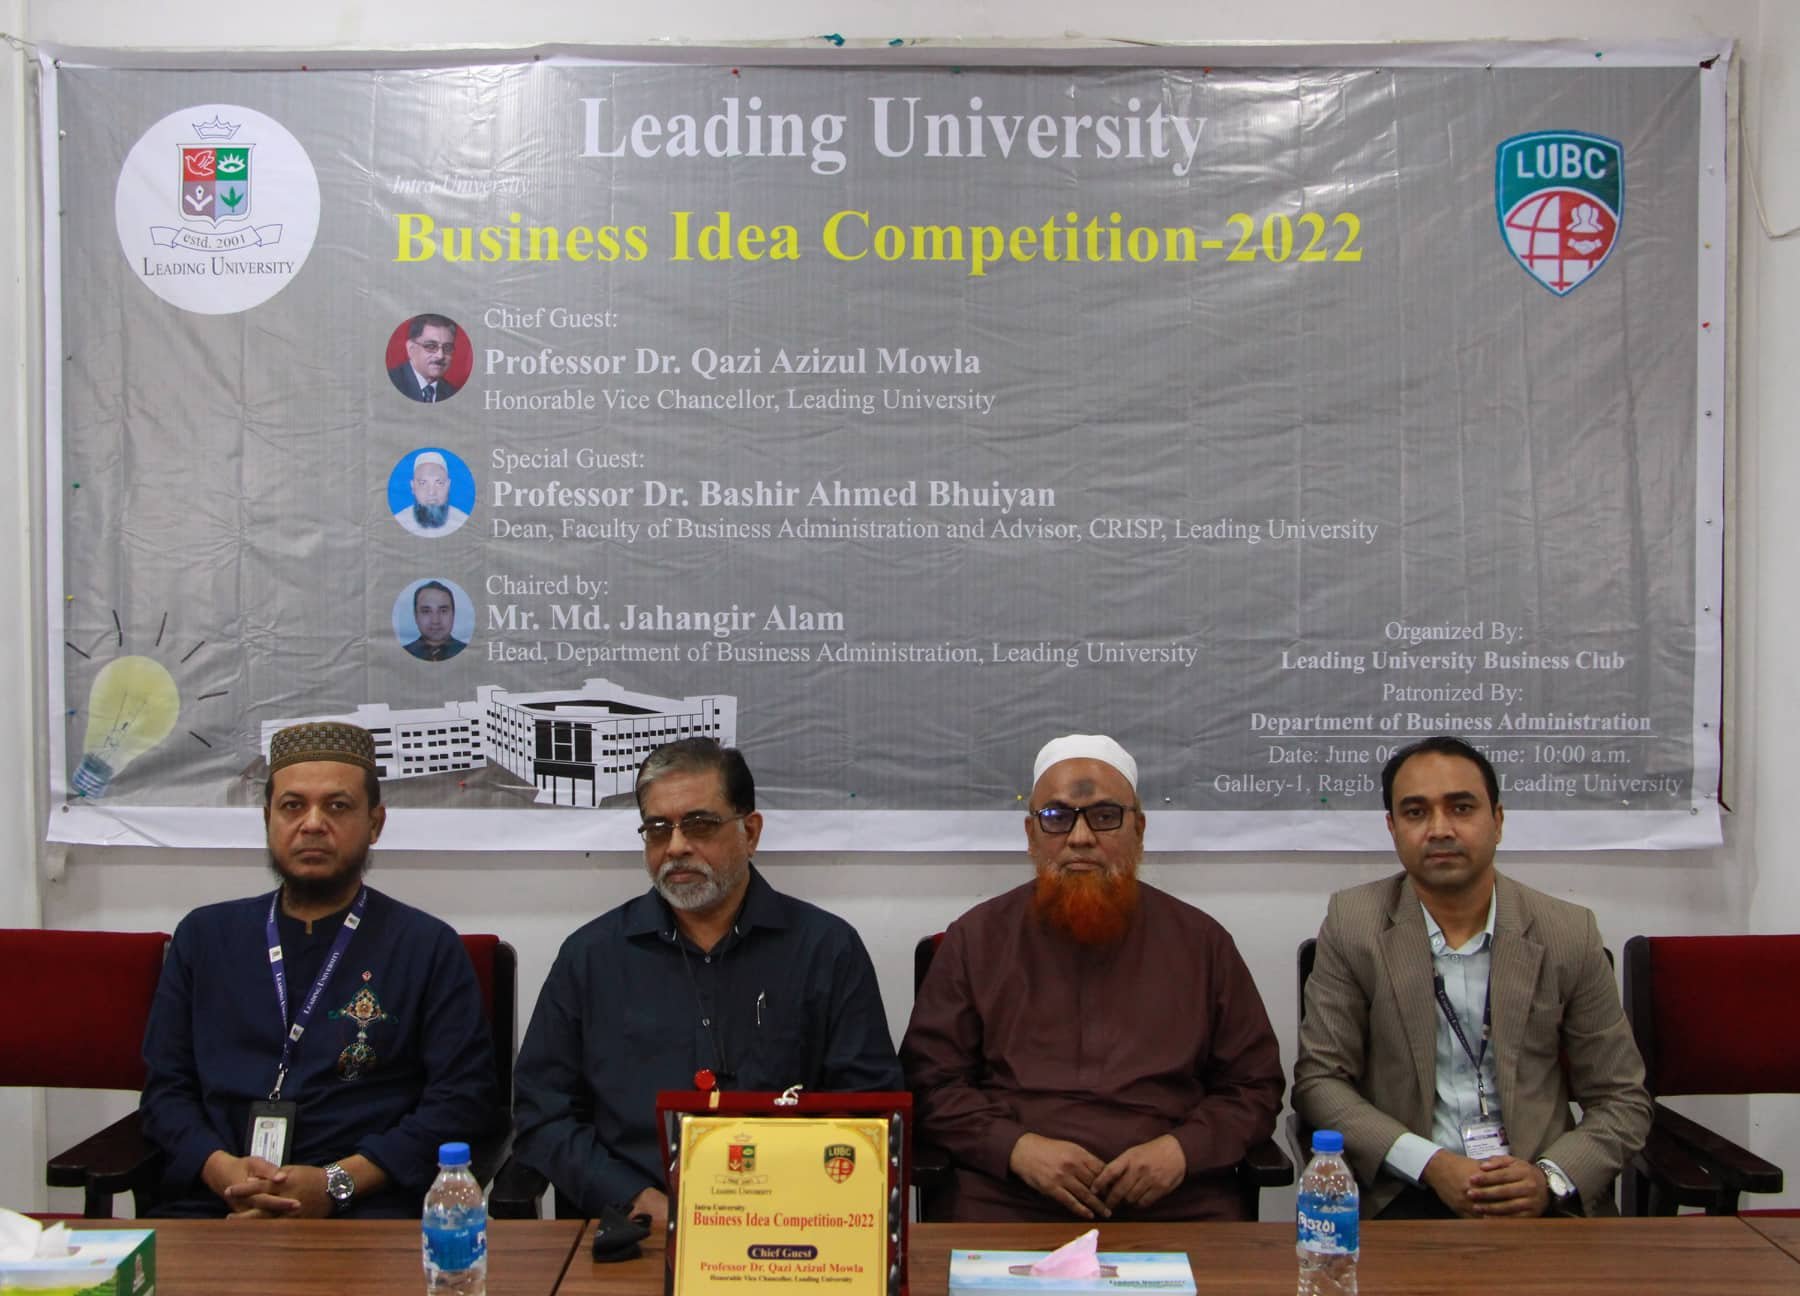 Leading University
Intra-University
Business Idea Competition-2022
estd. 2001
LEADING UNIVERSITY
LUBC
Chief Guest:
Professor Dr. Qazi Azizul Mowla
Honorable Vice Chancellor, Leading University
Special Guest:
Professor Dr. Bashir Ahmed Bhuiyan
Dean, Faculty of Business Administration and Advisor, CRISP, Leading University
Chaired by:
Mr. Md. Jahangir Alam
Head, Department of Business Administration, Leading University
Organized By:
Leading University Business Club
Patronized By:
Department of Business Administration
Date: June 06 Time: 10:00 a.m.
Gallery-1, Ragib Leading University
LEADING UNIVERSITY
LUBC
LEADING UNIVERSITY
Intra University
Business Idea Competition-2022
Chief Guest
Professor Dr. Qazi Azizul Mowla
Honorable Vice Chancellor, Leading University
Leading University